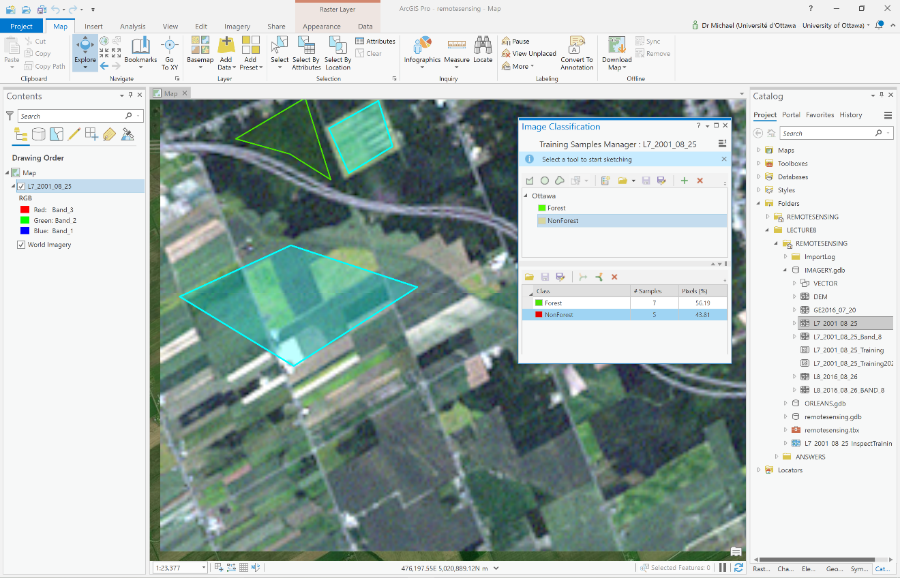 Raster Layer
ArcGIS Pro - remotesensing - Map
? 
Project Map Insert Analysis View Edit Imagery Share Appearance Data
Dr Michael (Université d'Ottawa) University of Ottawa)
Paste
Cut
Copy
Copy Path
Clipboard
Explore
Bookmarks
Go To XY
Navigate
Basemap
Add Data
Add Preset
Layer
Select
Select By Attributes
Select By Location
Attributes
Clear
Selection
Infographics
Measure
Locate
Inquiry
Pause
View Unplaced
More
Convert To Annotation
Labeling
Download Map
Sync
Remove
Offline
Contents
Search
Drawing Order
Map
L7_2001_08_25
RGB
Red: Band_3
Green: Band_2
Blue: Band_1
World Imagery
Map
Image Classification
Training Samples Manager : L7_2001_08_25
Select a tool to start sketching
Ottawa
Forest
NonForest
Class # Samples Pixels (%)
Forest 7 56.19
NonForest 5 43.81
1:23,377
476,197.55E 5,020,889.12N m
Selected Features: 0
Catalog
Project Portal Favorites History
Search
Maps
Toolboxes
Databases
Styles
Folders
REMOTESENSING
LECTURE8
REMOTESENSING
ImportLog
IMAGERY.gdb
VECTOR
DEM
GE2016_07_20
L7_2001_08_25
L7_2001_08_25_Band_8
L7_2001_08_25_Training
L7_2001_08_25_Training202
L8_2016_08_26
L8_2016_08_26_BAND_8
ORLEANS.gdb
remotesensing.gdb
remotesensing.tbx
L7_2001_08_25_InspectTrainin
ANSWERS
Locators
Rast... Cha... Ele... Geo... Sym... Cat...